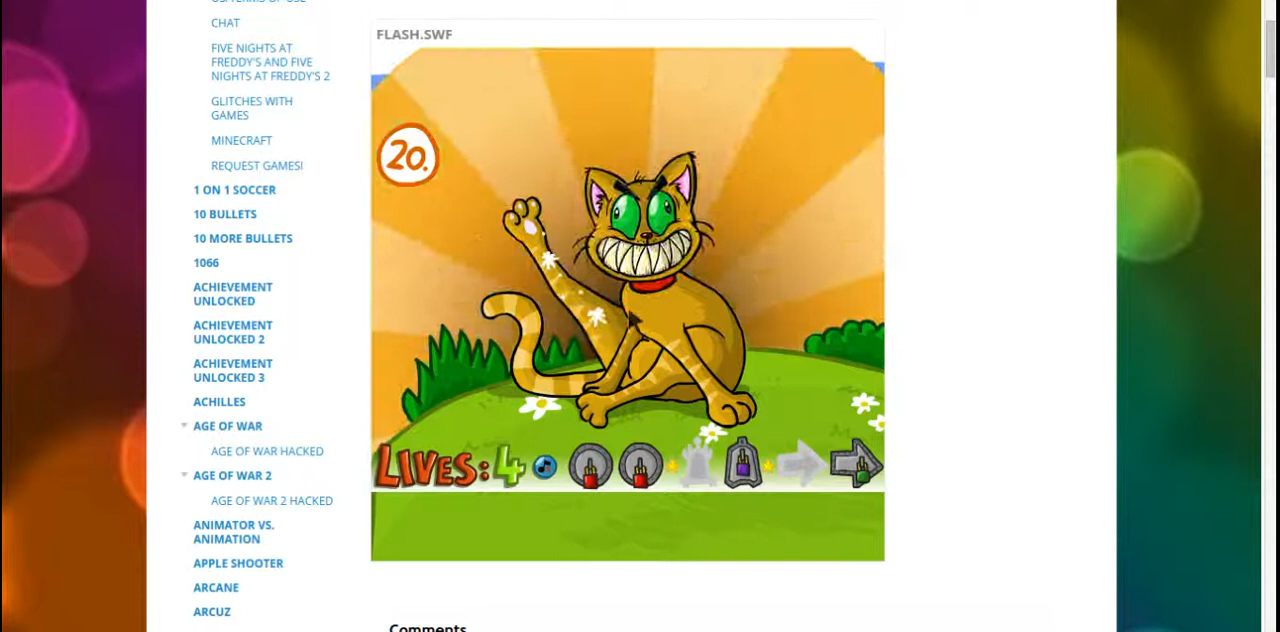 CHAT
FIVE NIGHTS AT
FREDDY'S AND FIVE
NIGHTS AT FREDDY'S 2
GLITCHES WITH
GAMES
MINECRAFT
REQUEST GAMES!
1 ON 1 SOCCER
10 BULLETS
10 MORE BULLETS
1066
ACHIEVEMENT
UNLOCKED
ACHIEVEMENT
UNLOCKED 2
ACHIEVEMENT
UNLOCKED 3
ACHILLES
AGE OF WAR
AGE OF WAR HACKED
AGE OF WAR 2
AGE OF WAR 2 HACKED
ANIMATOR VS.
ANIMATION
APPLE SHOOTER
ARCANE
ARCUZ
FLASH.SWF
20.
LIVES: 4
Comments